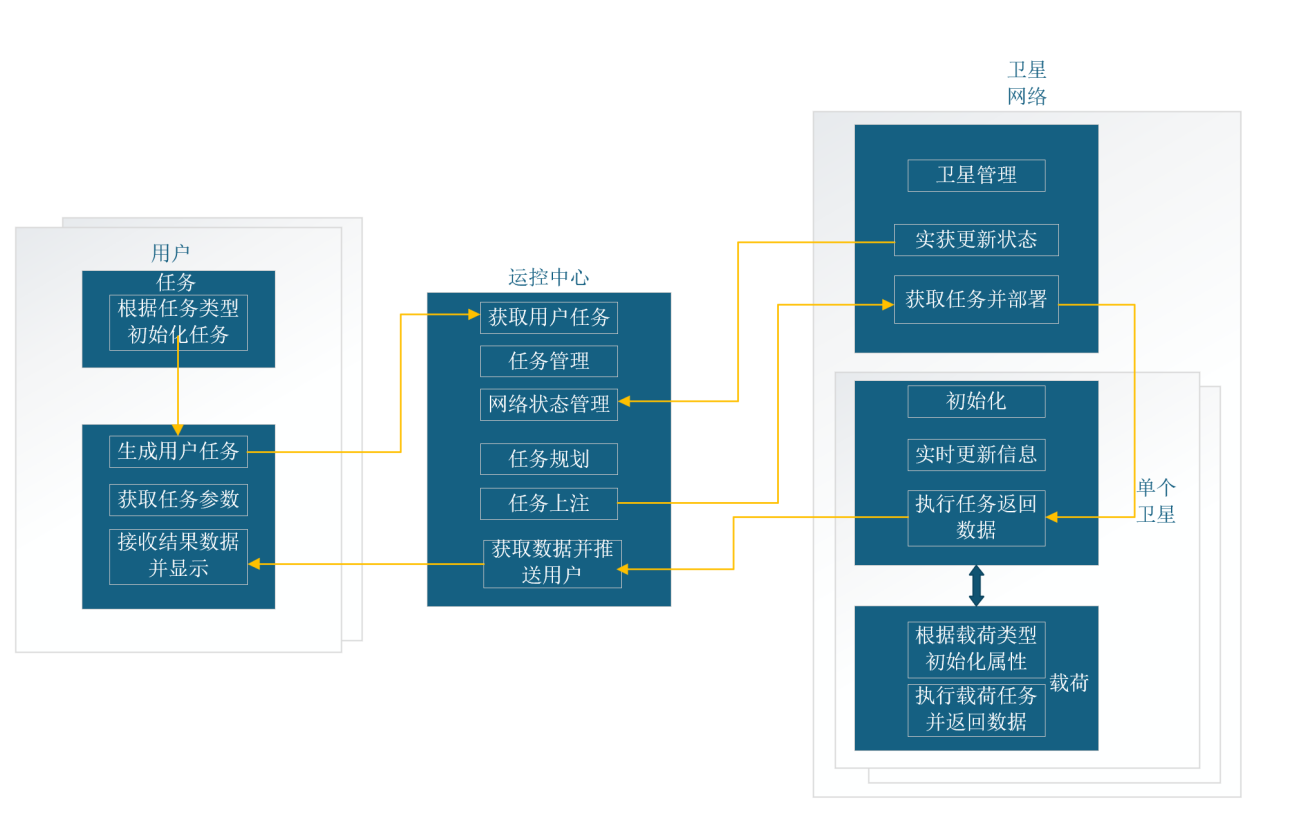 用户
任务
根据任务类型
初始化任务
生成用户任务
获取任务参数
接收结果数据
并显示
运控中心
获取用户任务
任务管理
网络状态管理
任务规划
任务上注
获取数据并推
送用户
卫星
网络
卫星管理
实获更新状态
获取任务并部署
初始化
实时更新信息
执行任务返回
数据
单个
卫星
根据载荷类型
初始化属性
载荷
执行载荷任务
并返回数据